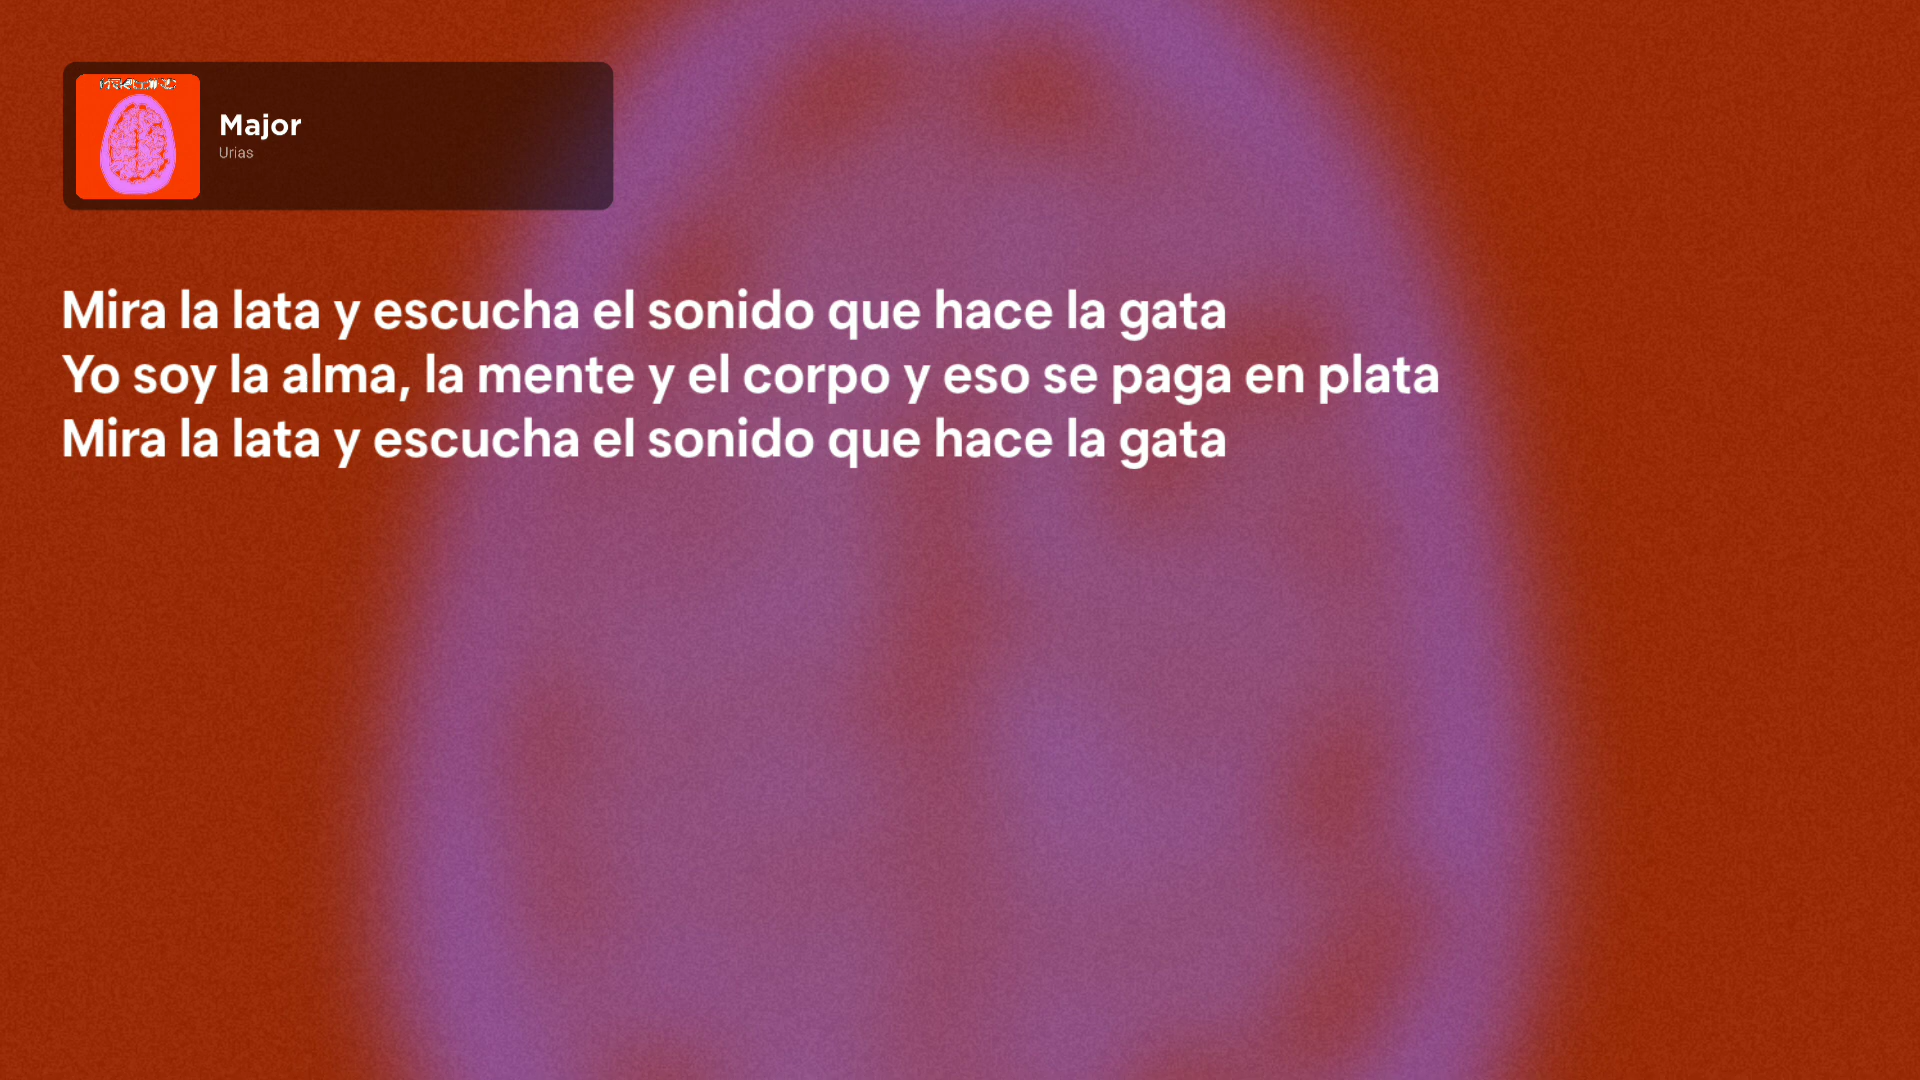 Major
Urias
Mira la lata y escucha el sonido que hace la gata
Yo soy la alma, la mente y el corpo y eso se paga en plata
Mira la lata y escucha el sonido que hace la gata